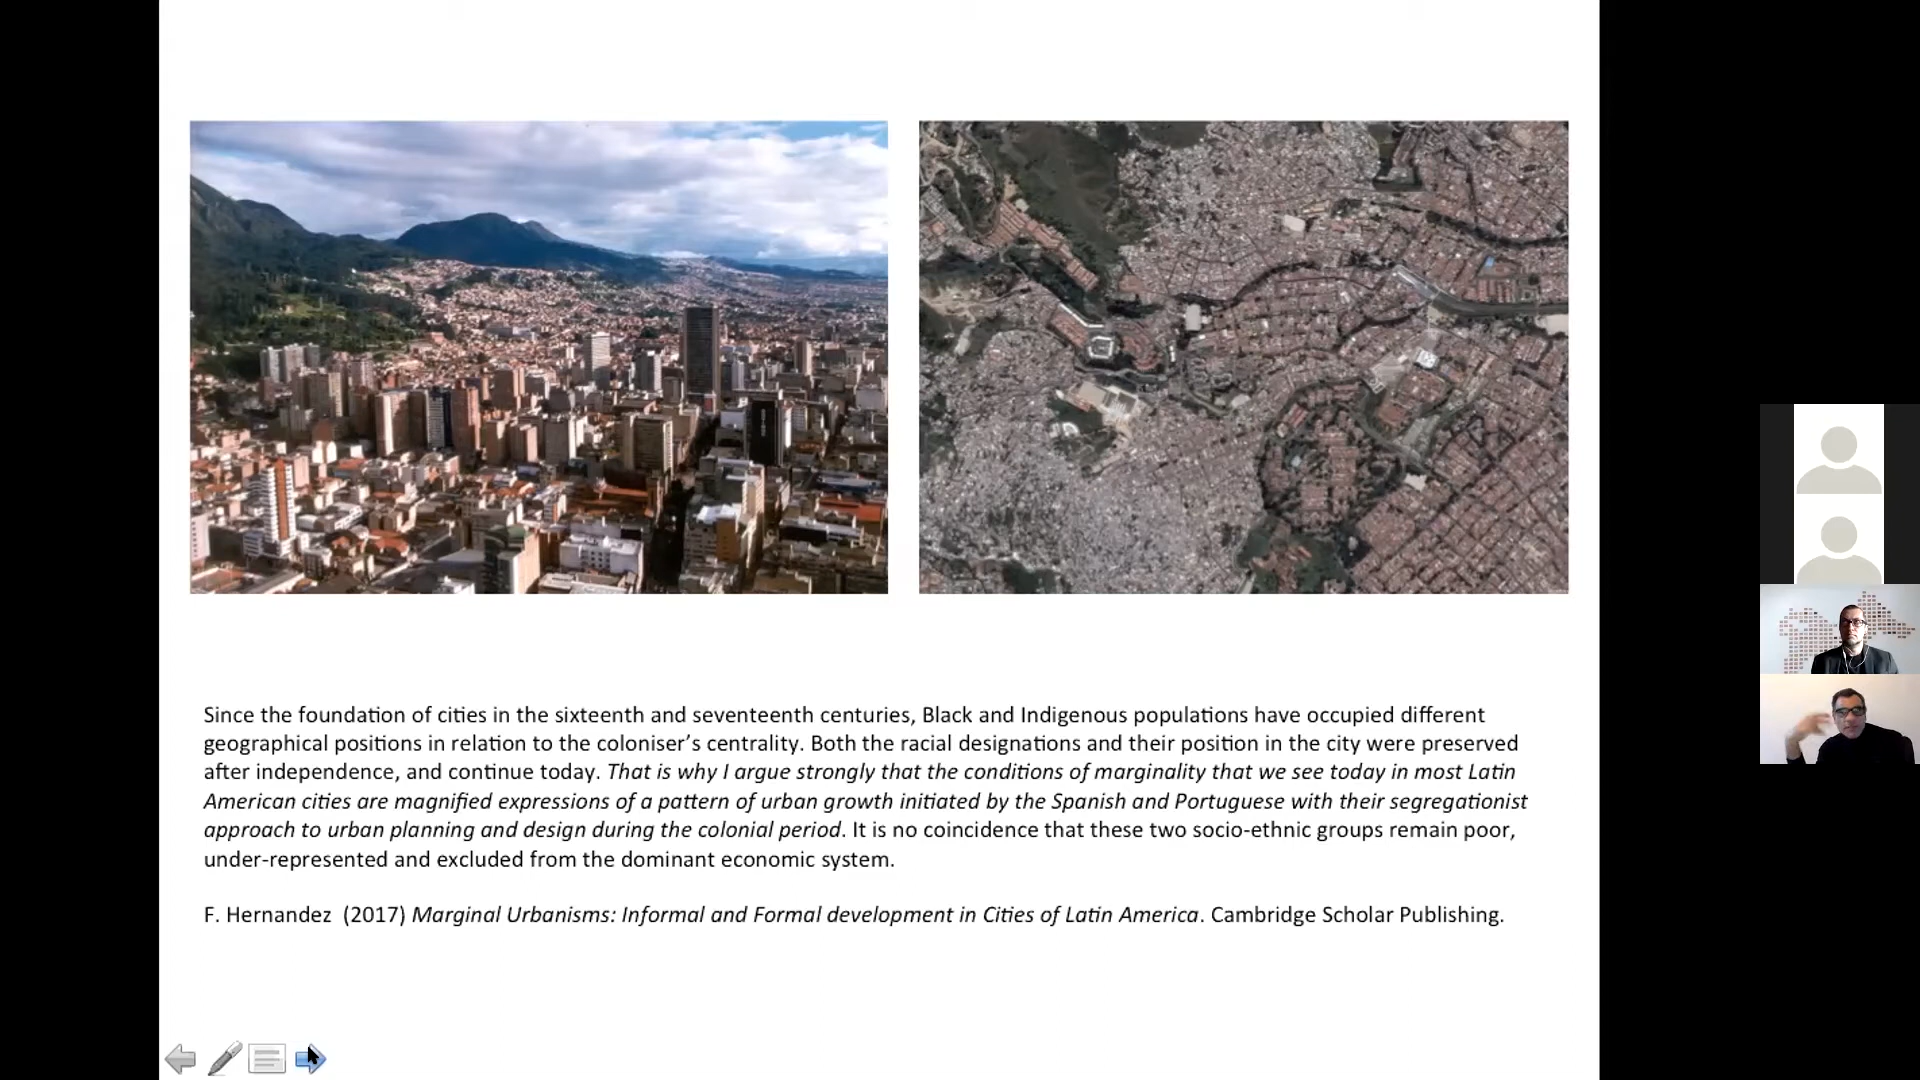 Since the foundation of cities in the sixteenth and seventeenth centuries, Black and Indigenous populations have occupied different
geographical positions in relation to the coloniser’s centrality. Both the racial designations and their position in the city were preserved
after independence, and continue today. That is why I argue strongly that the conditions of marginality that we see today in most Latin
American cities are magnified expressions of a pattern of urban growth initiated by the Spanish and Portuguese with their segregationist
approach to urban planning and design during the colonial period. It is no coincidence that these two socio-ethnic groups remain poor,
under-represented and excluded from the dominant economic system.
F. Hernandez (2017) Marginal Urbanisms: Informal and Formal development in Cities of Latin America. Cambridge Scholar Publishing.